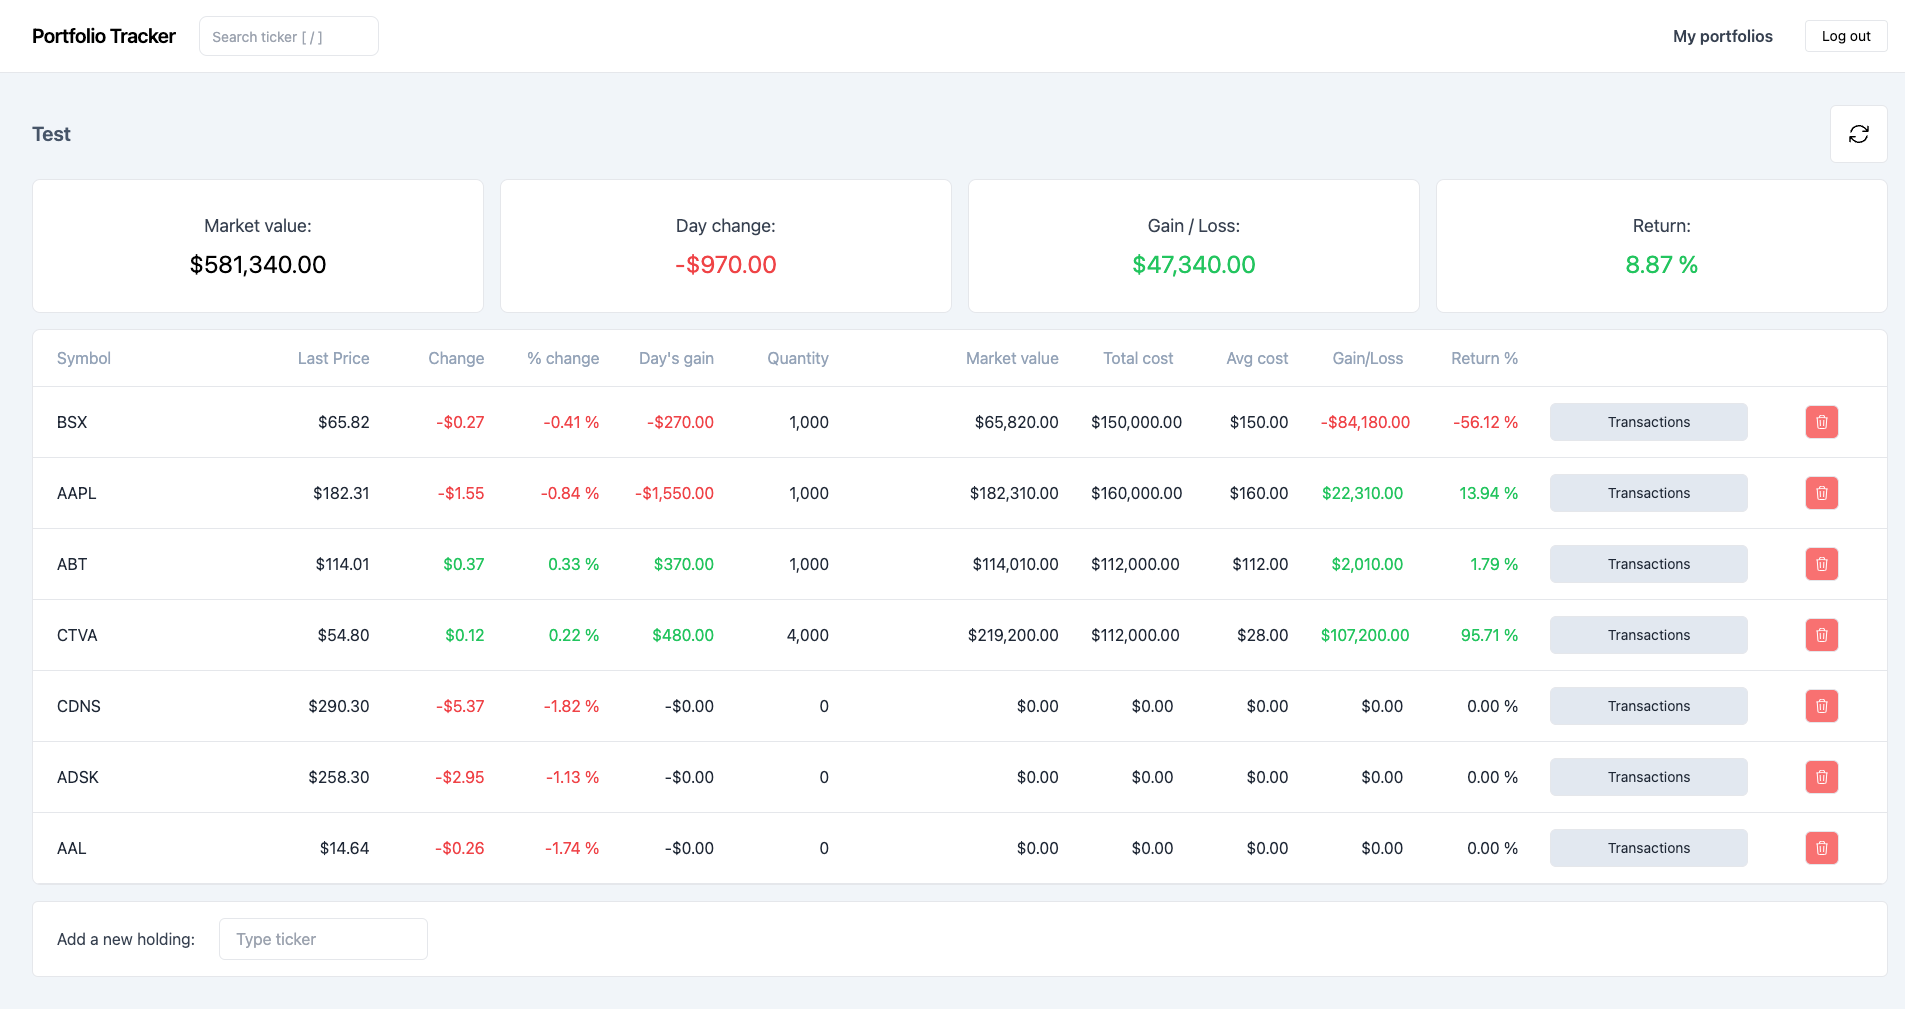 Portfolio Tracker Search ticker [ / ] My portfolios Log out
Test
Market value: Day change: Gain / Loss: Return:
$581,340.00 -$970.00 $47,340.00 8.87 %
Symbol Last Price Change % change Day's gain Quantity Market value Total cost Avg cost Gain/Loss Return %
BSX $65.82 -$0.27 -0.41 % -$270.00 1,000 $65,820.00 $150,000.00 $150.00 -$84,180.00 -56.12 % Transactions
AAPL $182.31 -$1.55 -0.84 % -$1,550.00 1,000 $182,310.00 $160,000.00 $160.00 $22,310.00 13.94 % Transactions
ABT $114.01 $0.37 0.33 % $370.00 1,000 $114,010.00 $112,000.00 $112.00 $2,010.00 1.79 % Transactions
CTVA $54.80 $0.12 0.22 % $480.00 4,000 $219,200.00 $112,000.00 $28.00 $107,200.00 95.71 % Transactions
CDNS $290.30 -$5.37 -1.82 % -$0.00 0 $0.00 $0.00 $0.00 $0.00 0.00 % Transactions
ADSK $258.30 -$2.95 -1.13 % -$0.00 0 $0.00 $0.00 $0.00 $0.00 0.00 % Transactions
AAL $14.64 -$0.26 -1.74 % -$0.00 0 $0.00 $0.00 $0.00 $0.00 0.00 % Transactions
Add a new holding: Type ticker